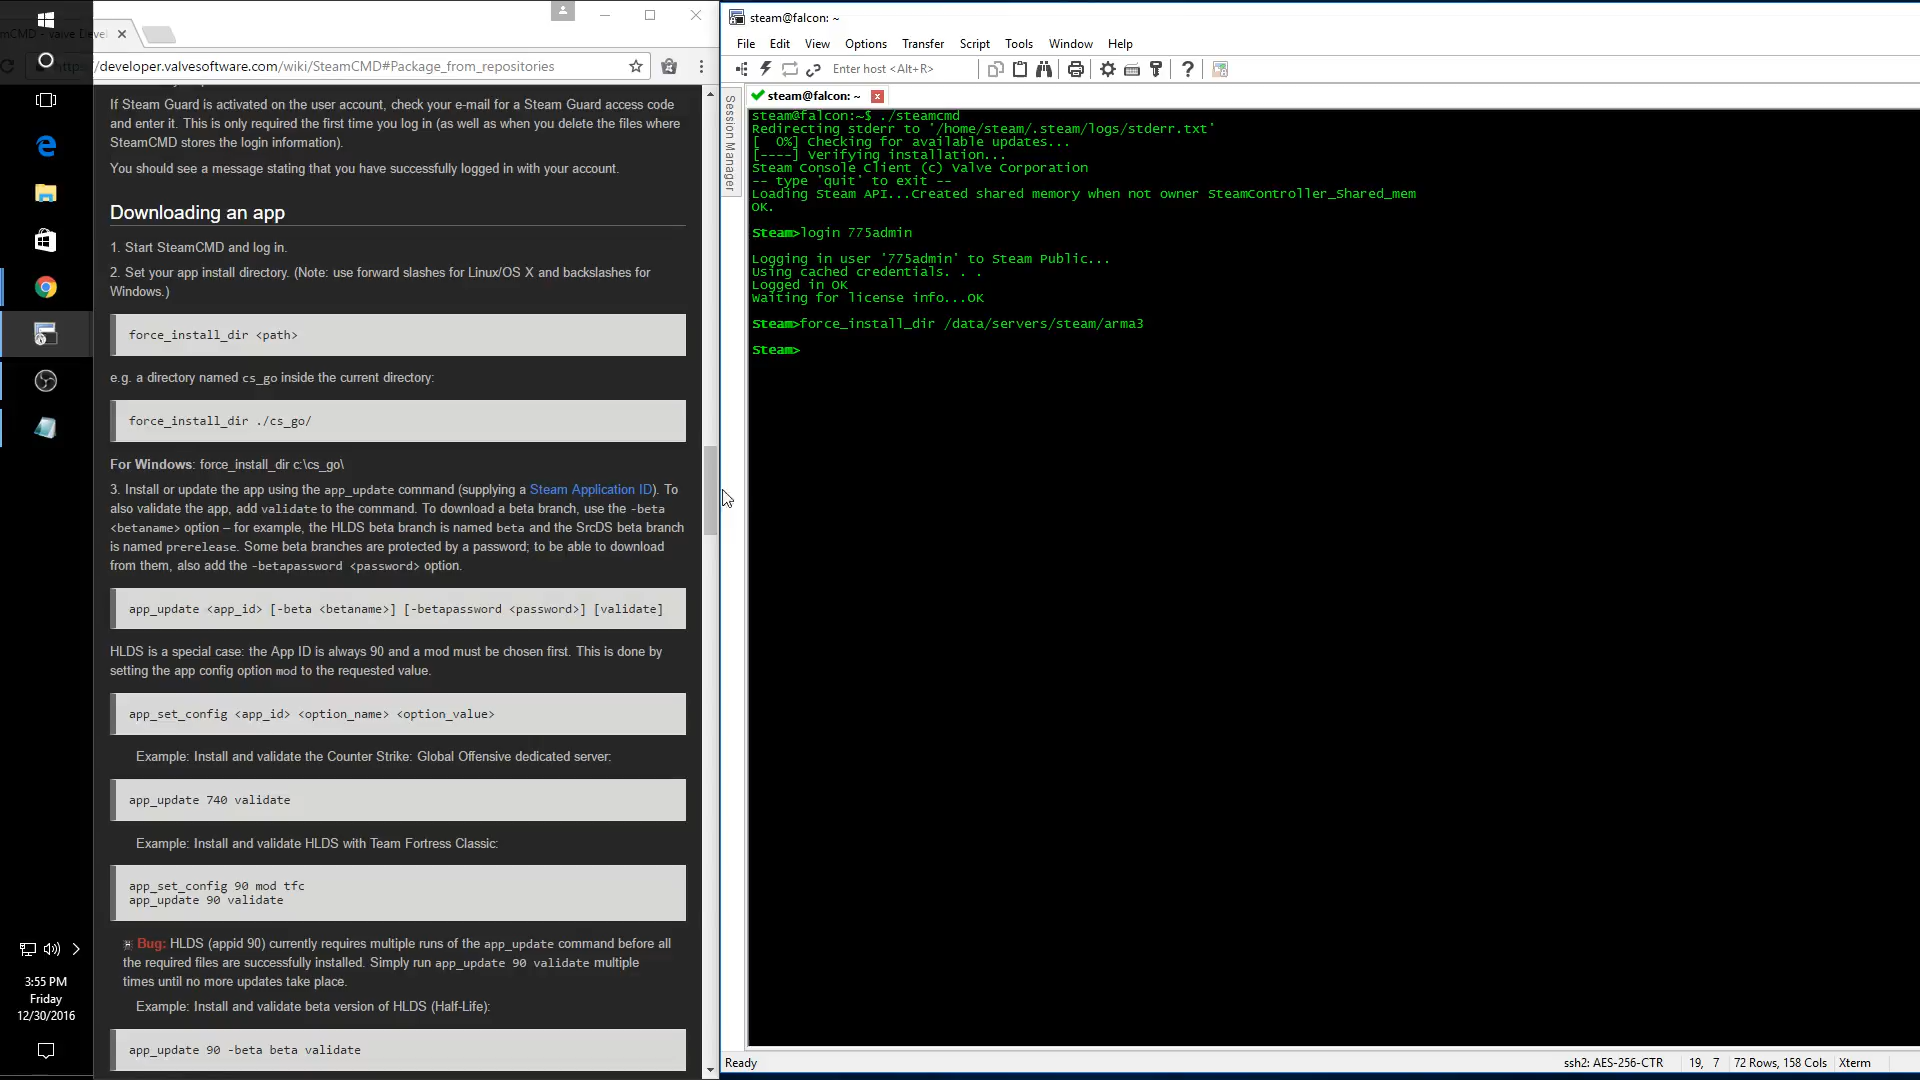 /developer.valvesoftware.com/wiki/SteamCMD#Package_from_repositories
If Steam Guard is activated on the user account, check your e-mail for a Steam Guard access code
and enter it. This is only required the first time you log in (as well as when you delete the files where
SteamCMD stores the login information).
You should see a message stating that you have successfully logged in with your account.
Downloading an app
1. Start SteamCMD and log in.
2. Set your app install directory. (Note: use forward slashes for Linux/OS X and backslashes for
Windows.)
force_install_dir <path>
e.g. a directory named cs_go inside the current directory:
force_install_dir ./cs_go/
For Windows: force_install_dir c:\cs_go\
3. Install or update the app using the app_update command (supplying a Steam Application ID). To
also validate the app, add validate to the command. To download a beta branch, use the -beta
<betaname> option – for example, the HLDS beta branch is named beta and the SrcDS beta branch
is named prerelease. Some beta branches are protected by a password; to be able to download
from them, also add the -betapassword <password> option.
app_update <app_id> [-beta <betaname>] [-betapassword <password>] [validate]
HLDS is a special case: the App ID is always 90 and a mod must be chosen first. This is done by
setting the app config option mod to the requested value.
app_set_config <app_id> <option_name> <option_value>
Example: Install and validate the Counter Strike: Global Offensive dedicated server:
app_update 740 validate
Example: Install and validate HLDS with Team Fortress Classic:
app_set_config 90 mod tfc
app_update 90 validate
Bug: HLDS (appid 90) currently requires multiple runs of the app_update command before all
the required files are successfully installed. Simply run app_update 90 validate multiple
times until no more updates take place.
Example: Install and validate beta version of HLDS (Half-Life):
app_update 90 -beta beta validate
3:55 PM
Friday
12/30/2016
steam@falcon: ~
File Edit View Options Transfer Script Tools Window Help
Enter host <Alt+R>
Session Manager
steam@falcon: ~
steam@falcon:~$ ./steamcmd
Redirecting stderr to '/home/steam/.steam/logs/stderr.txt'
[  0%] Checking for available updates...
[----] Verifying installation...
Steam Console Client (c) Valve Corporation
-- type 'quit' to exit --
Loading Steam API...Created shared memory when not owner SteamController_Shared_mem
OK.
Steam>login 775admin
Logging in user '775admin' to Steam Public...
Using cached credentials. . .
Logged in OK
Waiting for license info...OK
Steam>force_install_dir /data/servers/steam/arma3
Steam>
Ready
ssh2: AES-256-CTR 19, 7 72 Rows, 158 Cols Xterm